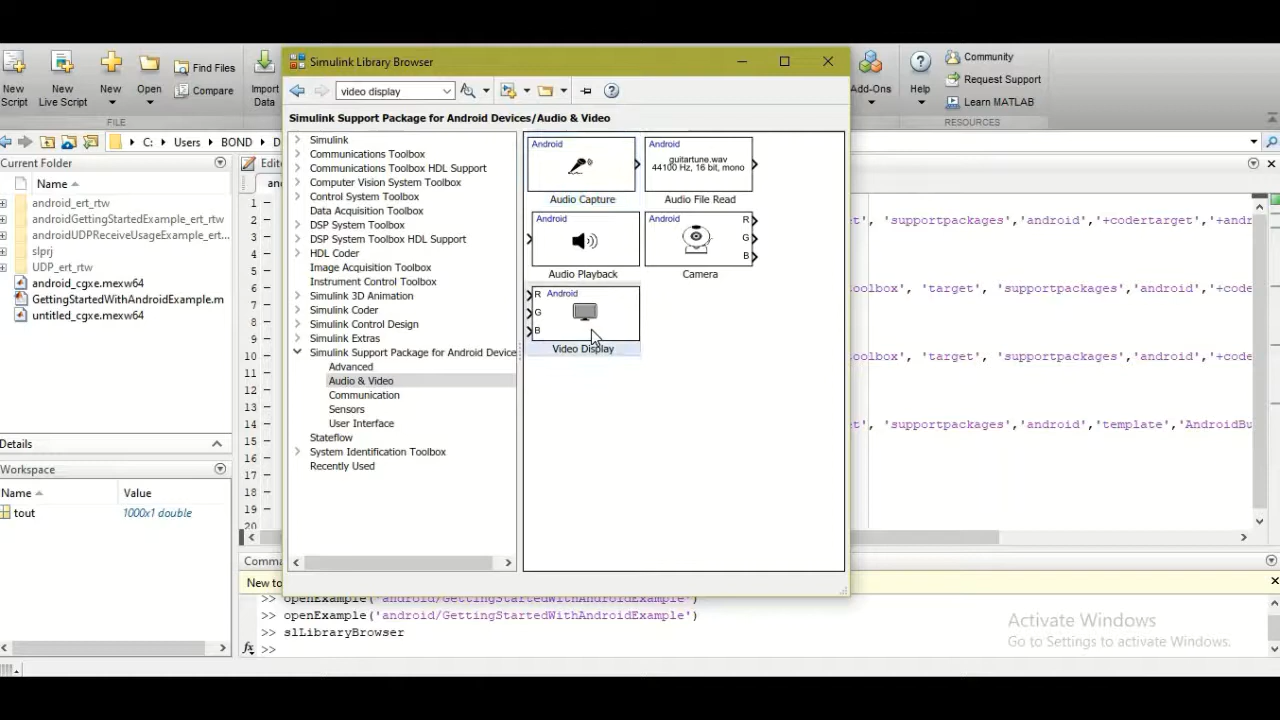 New
Script
New
Live Script
New
Open
Find Files
Compare
Import
Data
FILE
Simulink Library Browser
video display
Simulink Support Package for Android Devices/Audio & Video
Add-Ons
Help
Community
Request Support
Learn MATLAB
RESOURCES
C:
Users
BOND
D
Current Folder
Name
android_ert_rtw
androidGettingStartedExample_ert_rtw
androidUDPReceiveUsageExample_ert...
slprj
UDP_ert_rtw
android_cgxe.mexw64
GettingStartedWithAndroidExample.m
untitled_cgxe.mexw64
Details
Workspace
Name
Value
tout
1000x1 double
Simulink
Communications Toolbox
Communications Toolbox HDL Support
Computer Vision System Toolbox
Control System Toolbox
Data Acquisition Toolbox
DSP System Toolbox
DSP System Toolbox HDL Support
HDL Coder
Image Acquisition Toolbox
Instrument Control Toolbox
Simulink 3D Animation
Simulink Coder
Simulink Control Design
Simulink Extras
Simulink Support Package for Android Device
Advanced
Audio & Video
Communication
Sensors
User Interface
Stateflow
System Identification Toolbox
Recently Used
Android
Audio Capture
guitartune.wav
44100 Hz, 16 bit, mono
Audio File Read
Android
Audio Playback
Android
R
G
B
Camera
R
G
B
Android
Video Display
1
2
3
4
5
6
7
8
9
10
11
12
13
14
15
16
17
18
19
20
et', 'supportpackages','android','+codertarget','+andr
oolbox', 'target', 'supportpackages','android','+code
oolbox', 'target', 'supportpackages','android','+code
et', 'supportpackages','android','template','AndroidBu
Comma
New to
>> openExample('android/GettingStartedWithAndroidExample')
>> openExample('android/GettingStartedWithAndroidExample')
>> slLibraryBrowser
fx >>
Activate Windows
Go to Settings to activate Windows.